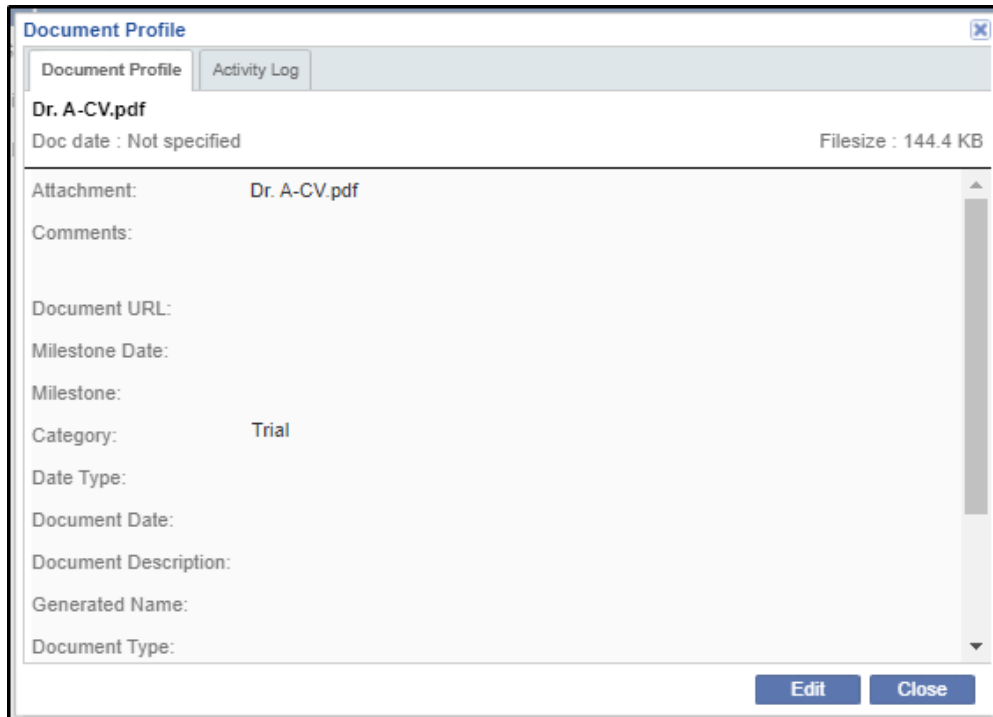 Document Profile
Document Profile Activity Log
Dr. A-CV.pdf
Doc date : Not specified Filesize : 144.4 KB
Attachment: Dr. A-CV.pdf
Comments:
Document URL:
Milestone Date:
Milestone:
Category: Trial
Date Type:
Document Date:
Document Description:
Generated Name:
Document Type:
Edit Close